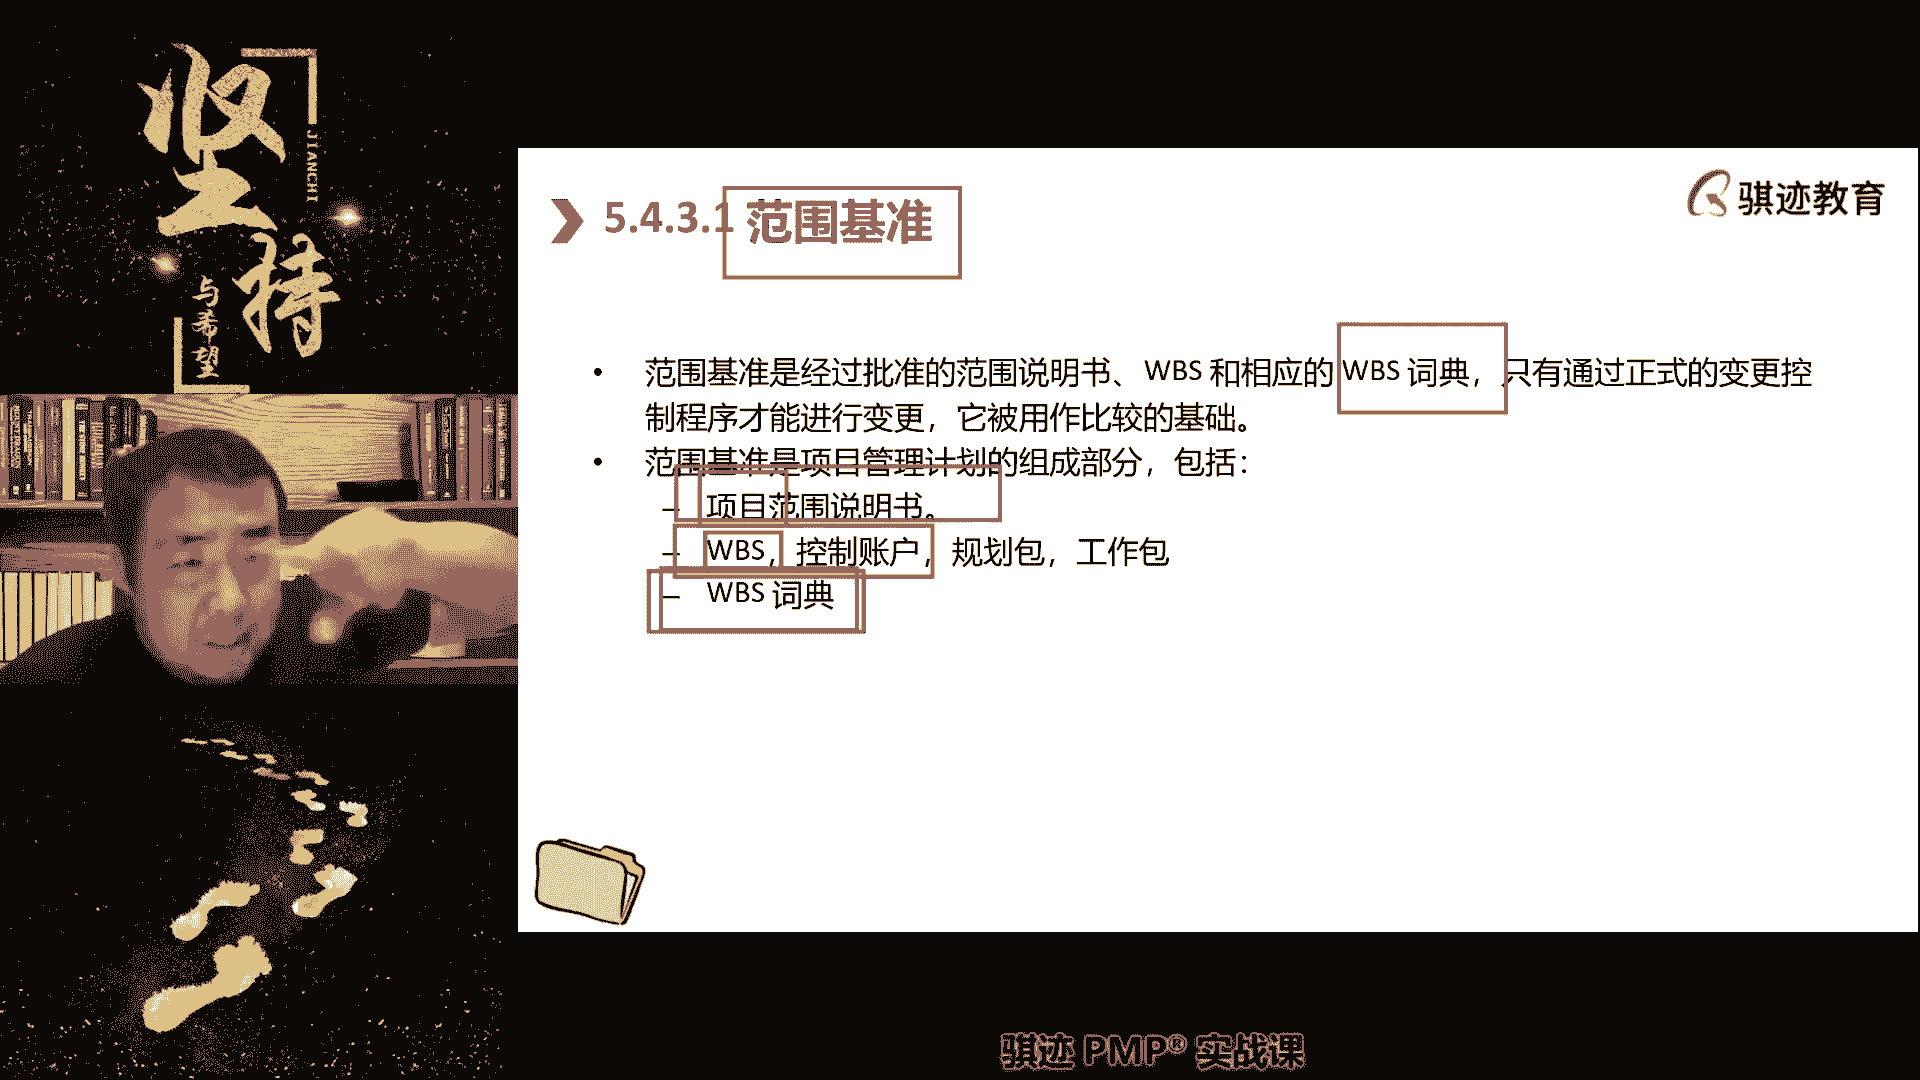 坚持
JIANCHI
与希望
5.4.3.1 范围基准
骐迹教育
• 范围基准是经过批准的范围说明书、WBS 和相应的 WBS 词典，只有通过正式的变更控
制程序才能进行变更，它被用作比较的基础。
• 范围基准是项目管理计划的组成部分，包括：
– 项目范围说明书。
– WBS，控制账户，规划包，工作包
– WBS 词典
骐迹 PMP® 实战课